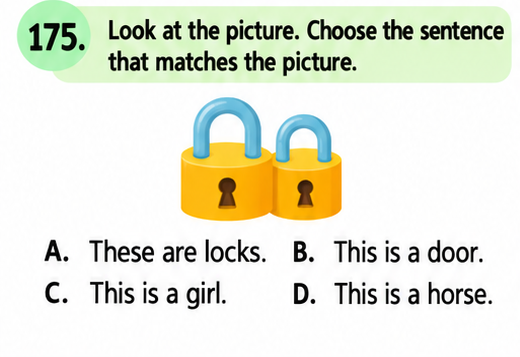 175. Look at the picture. Choose the sentence
that matches the picture.
A. These are locks. B. This is a door.
C. This is a girl. D. This is a horse.